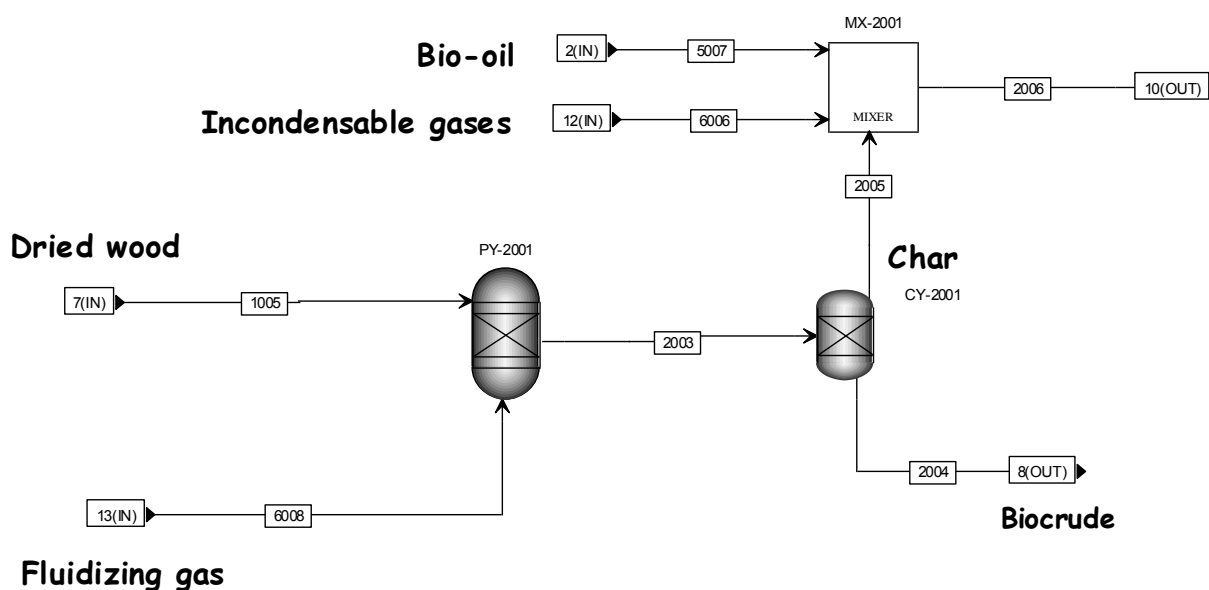 MX-2001
Bio-oil
2(IN)
5007
2006
10(OUT)
Incondensable gases
12(IN)
6006
MIXER
2005
Dried wood
PY-2001
Char
CY-2001
7(IN)
1005
2003
2004
8(OUT)
13(IN)
6008
Biocrude
Fluidizing gas